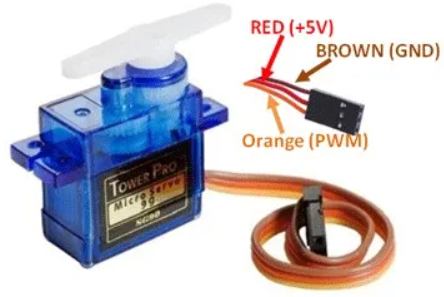 RED (+5V)
BROWN (GND)
Orange (PWM)
TOWER PRO
Micro Servo
9g
SG90